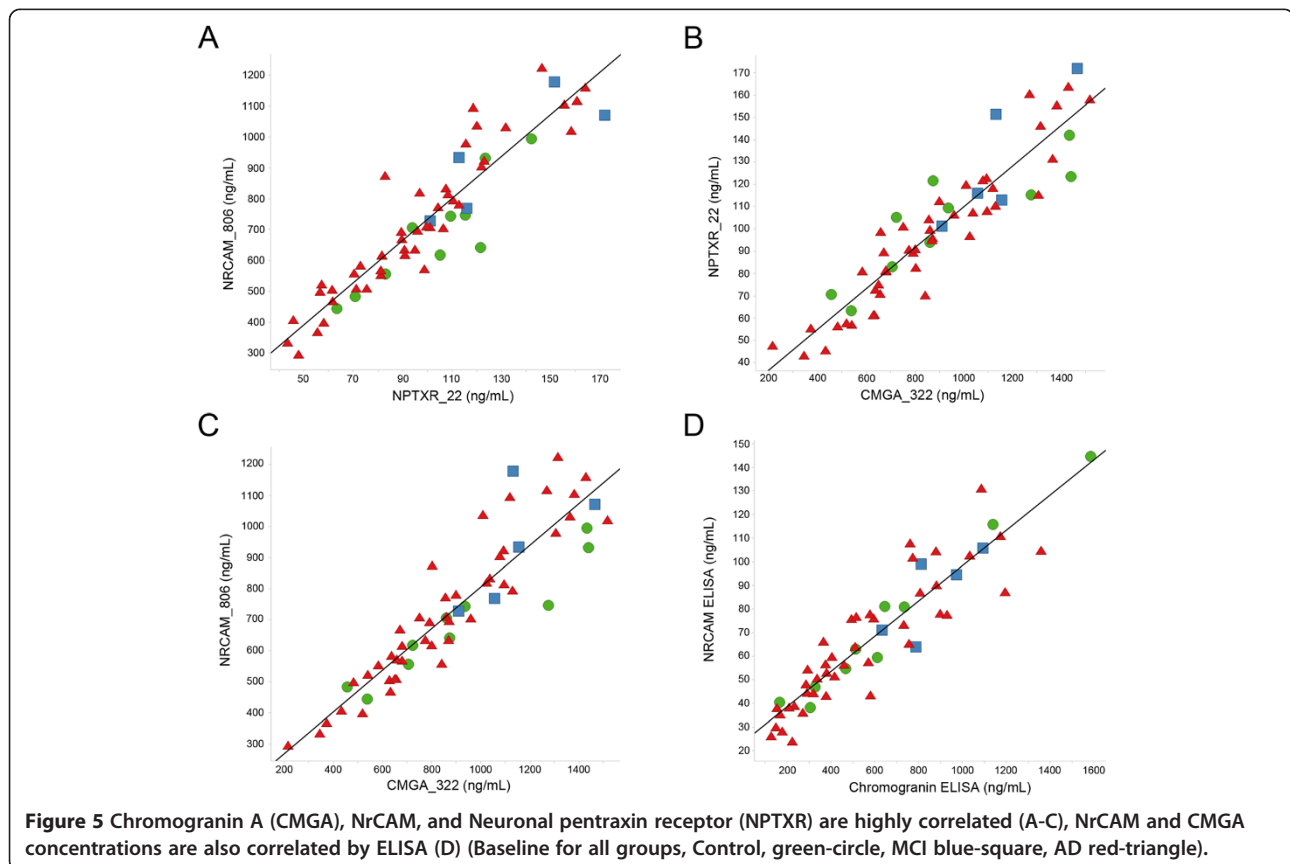 A
1200
1100
1000
900
800
700
600
500
400
300
NRCAM_806 (ng/mL)
50 70 90 110 130 150 170
NPTXR_22 (ng/mL)
B
170
160
150
140
130
120
110
100
90
80
70
60
50
40
NPTXR_22 (ng/mL)
200 400 600 800 1000 1200 1400
CMGA_322 (ng/mL)
C
1200
1100
1000
900
800
700
600
500
400
300
NRCAM_806 (ng/mL)
200 400 600 800 1000 1200 1400
CMGA_322 (ng/mL)
D
150
140
130
120
110
100
90
80
70
60
50
40
30
20
NRCAM ELISA (ng/mL)
200 400 600 800 1000 1200 1400 1600
Chromogranin ELISA (ng/mL)
Figure 5 Chromogranin A (CMGA), NrCAM, and Neuronal pentraxin receptor (NPTXR) are highly correlated (A-C), NrCAM and CMGA
concentrations are also correlated by ELISA (D) (Baseline for all groups, Control, green-circle, MCI blue-square, AD red-triangle).